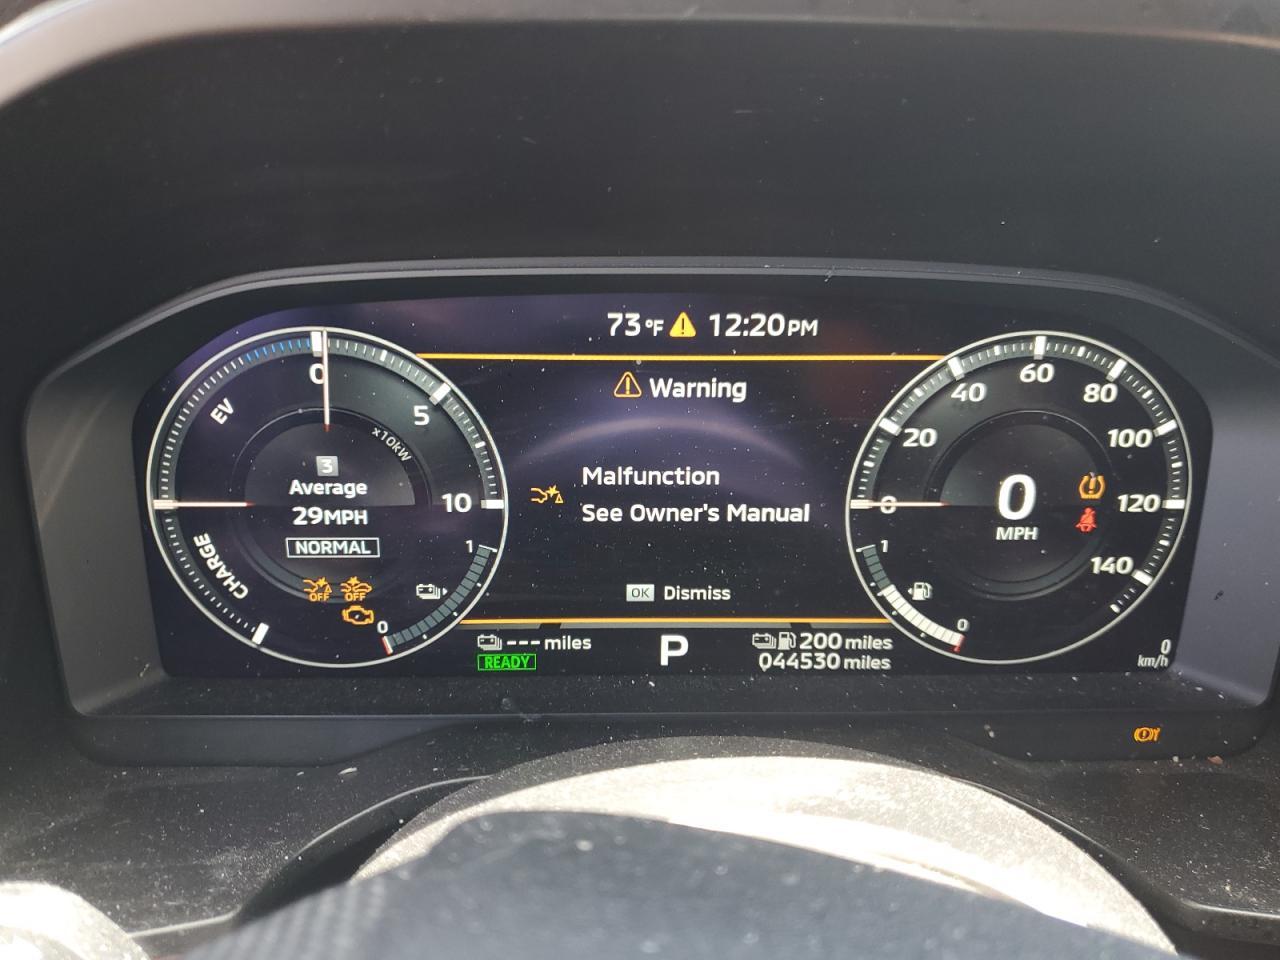 73°F 12:20PM
Warning
Malfunction
See Owner's Manual
OK Dismiss
EV
0
5
10
x10kW
CHARGE
3
Average
29MPH
NORMAL
OFF OFF
1
0
--- miles
READY
P
200 miles
044530 miles
0
20
40
60
80
100
120
140
0
MPH
1
0
0
km/h